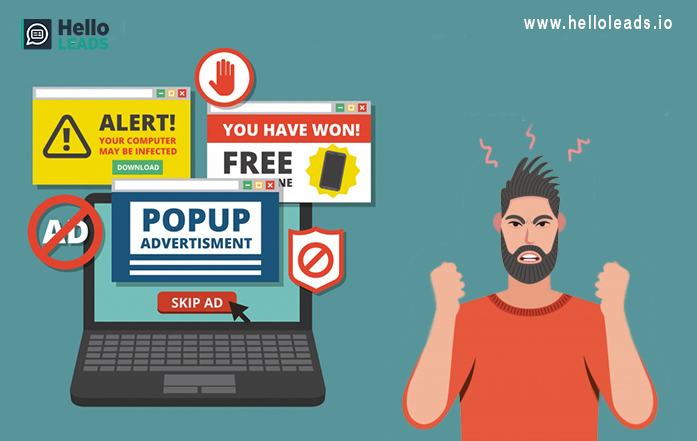 Hello
LEADS
www.helloleads.io
ALERT!
YOUR COMPUTER
MAY BE INFECTED
DOWNLOAD
YOU HAVE WON!
FREE
NE
AD
POPUP
ADVERTISMENT
SKIP AD